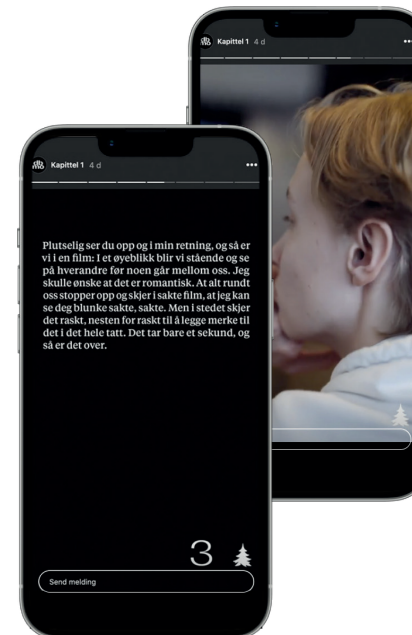 Kapittel 1 4 d
Kapittel 1 4 d
Plutselig ser du opp og i min retning, og så er
vi i en film: I et øyeblikk blir vi stående og se
på hverandre før noen går mellom oss. Jeg
skulle ønske at det er romantisk. At alt rundt
oss stopper opp og skjer i sakte film, at jeg kan
se deg blunke sakte, sakte. Men i stedet skjer
det raskt, nesten for raskt til å legge merke til
det i det hele tatt. Det tar bare et sekund, og
så er det over.
3
Send melding